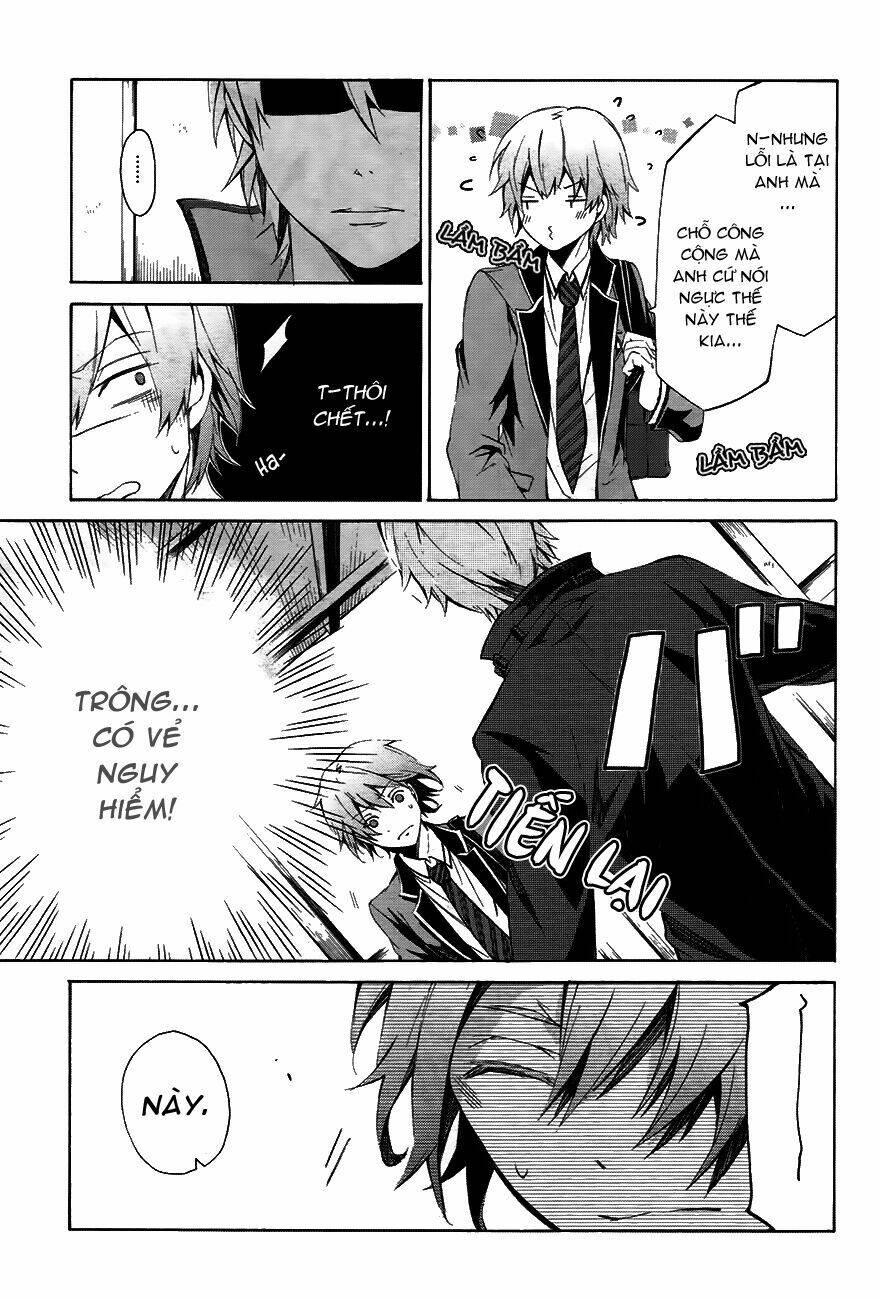 N-NHƯNG
LỖI LÀ TẠI
ANH MÀ
...
CHỖ CÔNG
CỘNG MÀ
ANH CỨ NÓI
NGỰC THẾ
NÀY THẾ
KIA...
LẦM BẦM
LẦM BẦM
......
T-THÔI
CHẾT...!
Ha-
TRÔNG...
CÓ VẺ
NGUY
HIỂM!
TIẾN LẠI
NÀY.